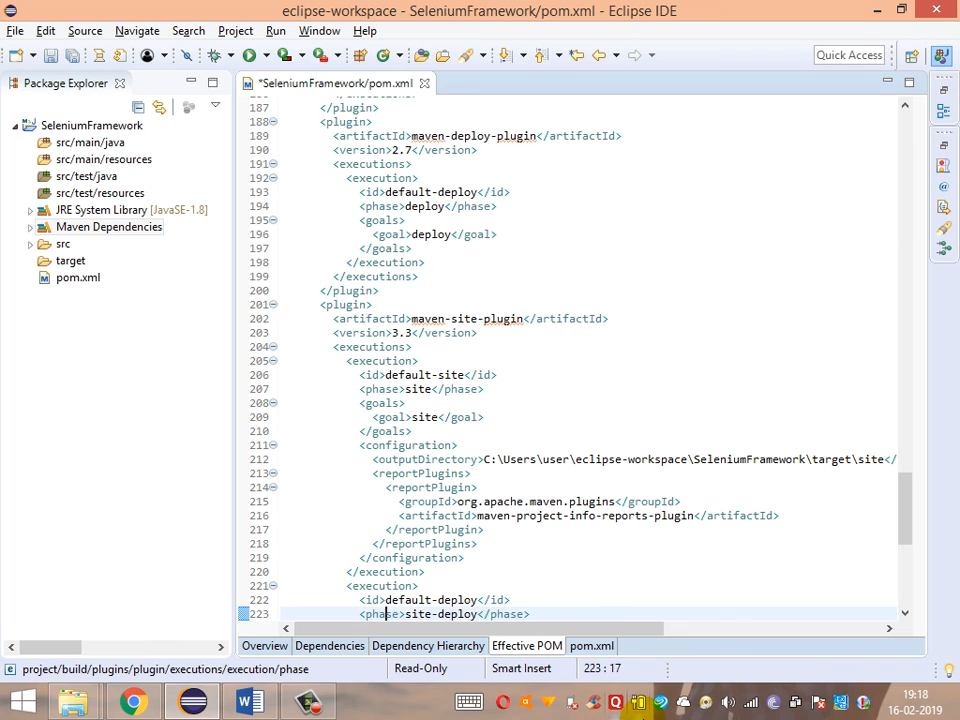 eclipse-workspace - SeleniumFramework/pom.xml - Eclipse IDE
File Edit Source Navigate Search Project Run Window Help
Quick Access
Package Explorer
*SeleniumFramework/pom.xml
SeleniumFramework
src/main/java
src/main/resources
src/test/java
src/test/resources
JRE System Library [JavaSE-1.8]
Maven Dependencies
src
target
pom.xml
187 </plugin>
188 <plugin>
189 <artifactId>maven-deploy-plugin</artifactId>
190 <version>2.7</version>
191 <executions>
192 <execution>
193 <id>default-deploy</id>
194 <phase>deploy</phase>
195 <goals>
196 <goal>deploy</goal>
197 </goals>
198 </execution>
199 </executions>
200 </plugin>
201 <plugin>
202 <artifactId>maven-site-plugin</artifactId>
203 <version>3.3</version>
204 <executions>
205 <execution>
206 <id>default-site</id>
207 <phase>site</phase>
208 <goals>
209 <goal>site</goal>
210 </goals>
211 <configuration>
212 <outputDirectory>C:\Users\user\eclipse-workspace\SeleniumFramework\target\site</
213 <reportPlugins>
214 <reportPlugin>
215 <groupId>org.apache.maven.plugins</groupId>
216 <artifactId>maven-project-info-reports-plugin</artifactId>
217 </reportPlugin>
218 </reportPlugins>
219 </configuration>
220 </execution>
221 <execution>
222 <id>default-deploy</id>
223 <phase>site-deploy</phase>
Overview Dependencies Dependency Hierarchy Effective POM pom.xml
project/build/plugins/plugin/executions/execution/phase Read-Only Smart Insert 223 : 17
19:18
16-02-2019